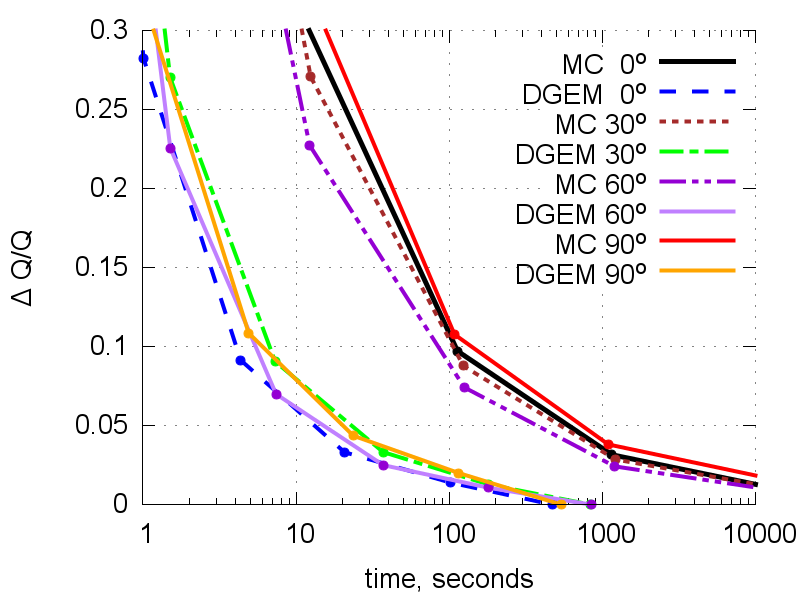 0.3
0.25
0.2
0.15
0.1
0.05
0
Δ Q/Q
MC 0º
DGEM 0º
MC 30º
DGEM 30º
MC 60º
DGEM 60º
MC 90º
DGEM 90º
1 10 100 1000 10000
time, seconds